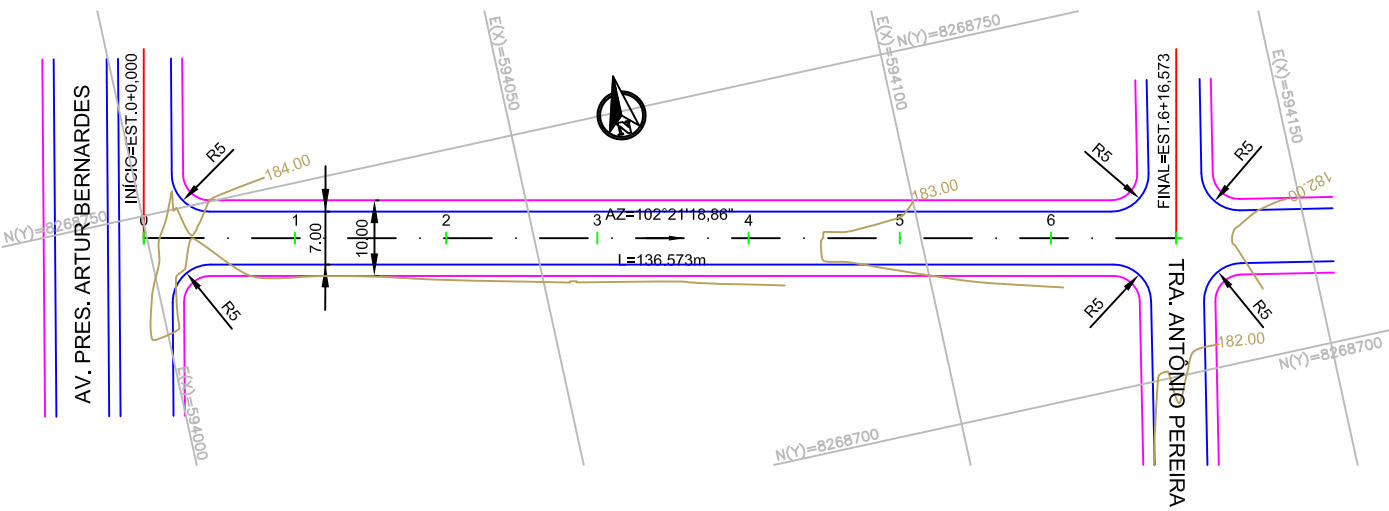 AV. PRES. ARTUR BERNARDES
INÍCIO=EST.0+0,000
N(Y)=8268750
E(X)=594000
R5
R5
184.00
E(X)=594050
N
N(Y)=8268750
E(X)=594100
0
1
2
3
4
5
6
7.00
10.00
AZ=102°21'18,86"
L=136.573m
183.00
R5
R5
FINAL=EST.6+16,573
TRA. ANTÔNIO PEREIRA
R5
R5
E(X)=594150
182.00
182.00
N(Y)=8268700
N(Y)=8268700